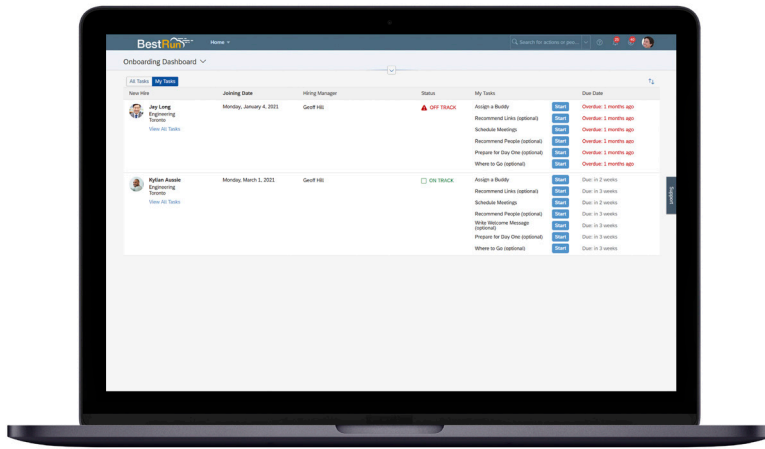 BestRun
Home
Search for actions or peo...
Onboarding Dashboard
All Tasks My Tasks
New Hire Joining Date Hiring Manager Status My Tasks Due Date
Jay Long Monday, January 4, 2021 Geoff Hili OFF TRACK Assign a Buddy Start Overdue: 1 months ago
Engineering
Toronto
View All Tasks
Recommend Links (optional) Start Overdue: 1 months ago
Schedule Meetings Start Overdue: 1 months ago
Recommend People (optional) Start Overdue: 1 months ago
Prepare for Day One (optional) Start Overdue: 1 months ago
Where to Go (optional) Start Overdue: 1 months ago
Kylian Aussie Monday, March 1, 2021 Geoff Hili ON TRACK Assign a Buddy Start Due: in 2 weeks
Engineering
Toronto
View All Tasks
Recommend Links (optional) Start Due: in 3 weeks
Schedule Meetings Start Due: in 2 weeks
Recommend People (optional) Start Due: in 3 weeks
Write Welcome Message
(optional) Start Due: in 3 weeks
Prepare for Day One (optional) Start Due: in 3 weeks
Where to Go (optional) Start Due: in 3 weeks
Support